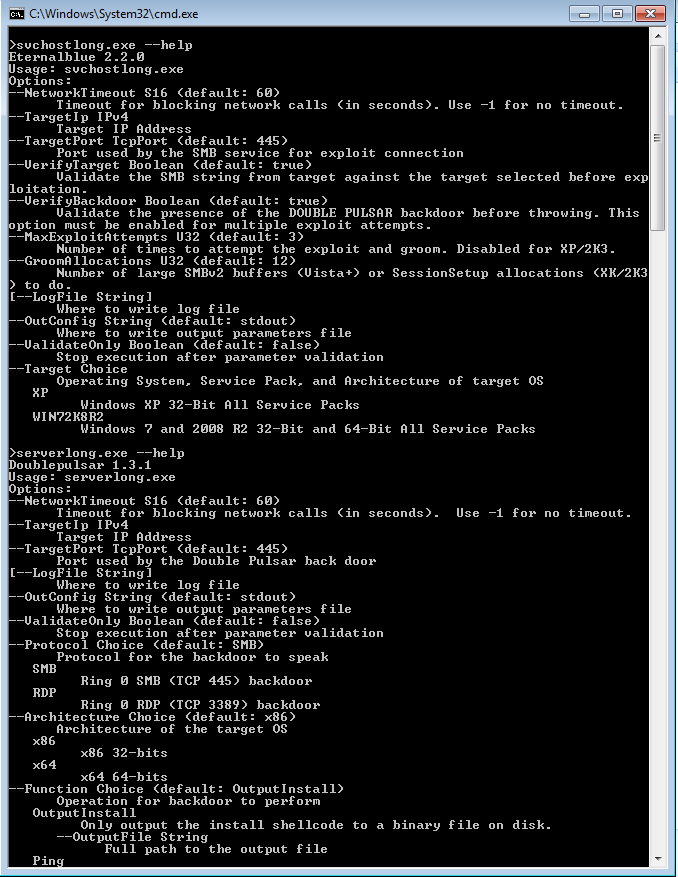 C:\Windows\System32\cmd.exe
>svchostlong.exe --help
Eternalblue 2.2.0
Usage: svchostlong.exe
Options:
--NetworkTimeout S16 (default: 60)
Timeout for blocking network calls (in seconds). Use -1 for no timeout.
--TargetIp IPv4
Target IP Address
--TargetPort TcpPort (default: 445)
Port used by the SMB service for exploit connection
--VerifyTarget Boolean (default: true)
Validate the SMB string from target against the target selected before exp
loitation.
--VerifyBackdoor Boolean (default: true)
Validate the presence of the DOUBLE PULSAR backdoor before throwing. This
option must be enabled for multiple exploit attempts.
--MaxExploitAttempts U32 (default: 3)
Number of times to attempt the exploit and groom. Disabled for XP/2K3.
--GroomAllocations U32 (default: 12)
Number of large SMBv2 buffers (Vista+) or SessionSetup allocations (XK/2K3
) to do.
[--LogFile String]
Where to write log file
--OutConfig String (default: stdout)
Where to write output parameters file
--ValidateOnly Boolean (default: false)
Stop execution after parameter validation
--Target Choice
Operating System, Service Pack, and Architecture of target OS
XP
Windows XP 32-Bit All Service Packs
WIN72K8R2
Windows 7 and 2008 R2 32-Bit and 64-Bit All Service Packs
>serverlong.exe --help
Doublepulsar 1.3.1
Usage: serverlong.exe
Options:
--NetworkTimeout S16 (default: 60)
Timeout for blocking network calls (in seconds).  Use -1 for no timeout.
--TargetIp IPv4
Target IP Address
--TargetPort TcpPort (default: 445)
Port used by the Double Pulsar back door
[--LogFile String]
Where to write log file
--OutConfig String (default: stdout)
Where to write output parameters file
--ValidateOnly Boolean (default: false)
Stop execution after parameter validation
--Protocol Choice (default: SMB)
Protocol for the backdoor to speak
SMB
Ring 0 SMB (TCP 445) backdoor
RDP
Ring 0 RDP (TCP 3389) backdoor
--Architecture Choice (default: x86)
Architecture of the target OS
x86
x86 32-bits
x64
x64 64-bits
--Function Choice (default: OutputInstall)
Operation for backdoor to perform
OutputInstall
Only output the install shellcode to a binary file on disk.
--OutputFile String
Full path to the output file
Ping